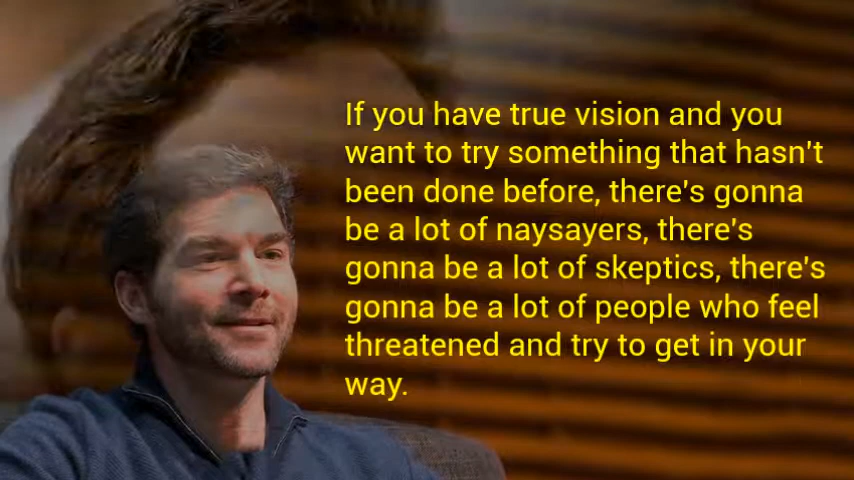 If you have true vision and you
want to try something that hasn't
been done before, there's gonna
be a lot of naysayers, there's
gonna be a lot of skeptics, there's
gonna be a lot of people who feel
threatened and try to get in your
way.